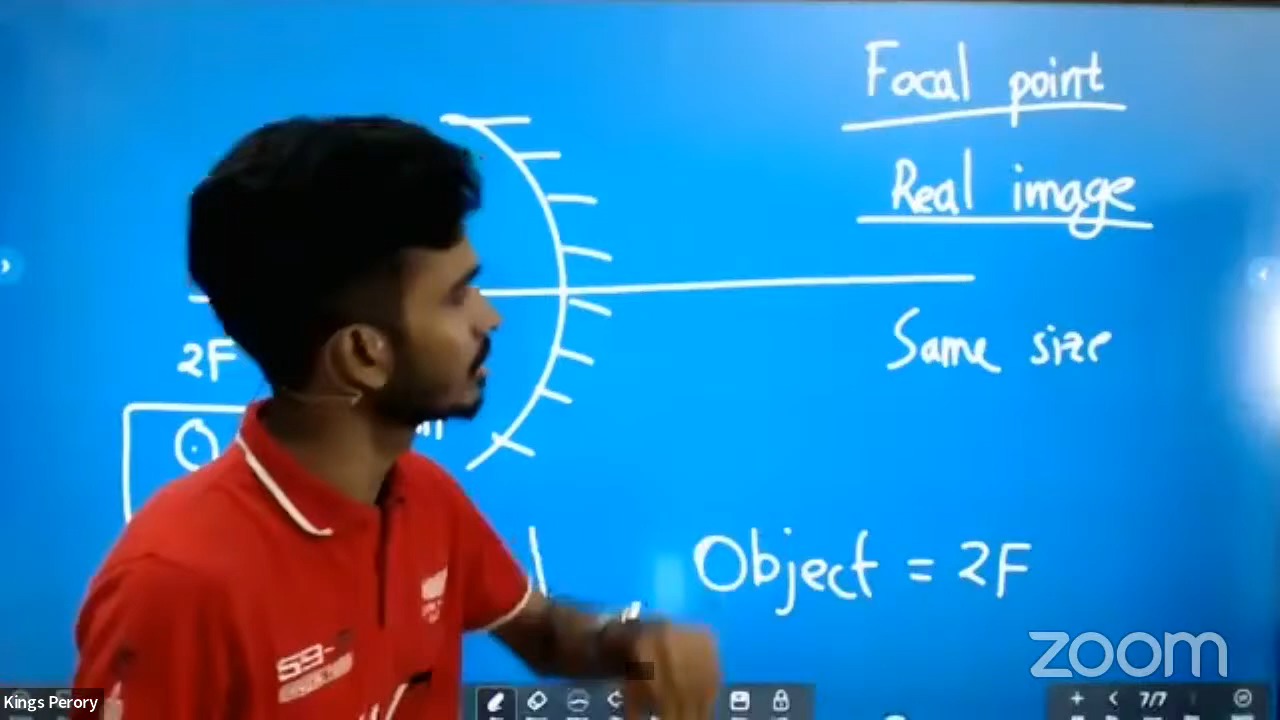 Focal point
Real image
Same size
2F
Object = 2F
zoom
Kings Perory
7/7